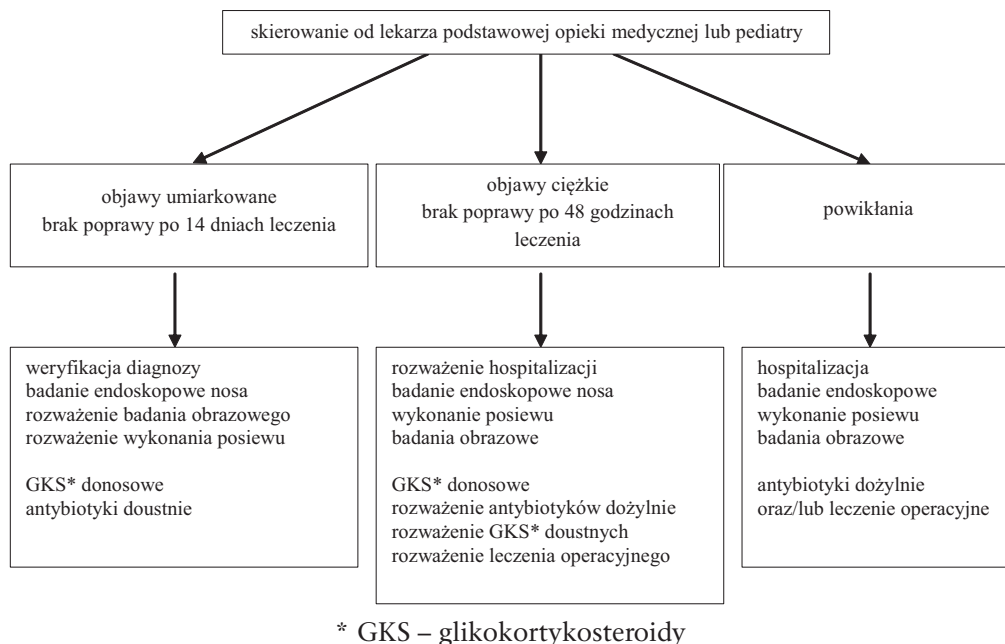 skierowanie od lekarza podstawowej opieki medycznej lub pediatry
objawy umiarkowane
brak poprawy po 14 dniach leczenia
objawy ciężkie
brak poprawy po 48 godzinach
leczenia
powikłania
weryfikacja diagnozy
badanie endoskopowe nosa
rozważenie badania obrazowego
rozważenie wykonania posiewu
GKS* donosowe
antybiotyki doustnie
rozważenie hospitalizacji
badanie endoskopowe nosa
wykonanie posiewu
badania obrazowe
GKS* donosowe
rozważenie antybiotyków dożylnie
rozważenie GKS* doustnych
rozważenie leczenia operacyjnego
hospitalizacja
badanie endoskopowe
wykonanie posiewu
badania obrazowe
antybiotyki dożylnie
oraz/lub leczenie operacyjne
* GKS – glikokortykosteroidy